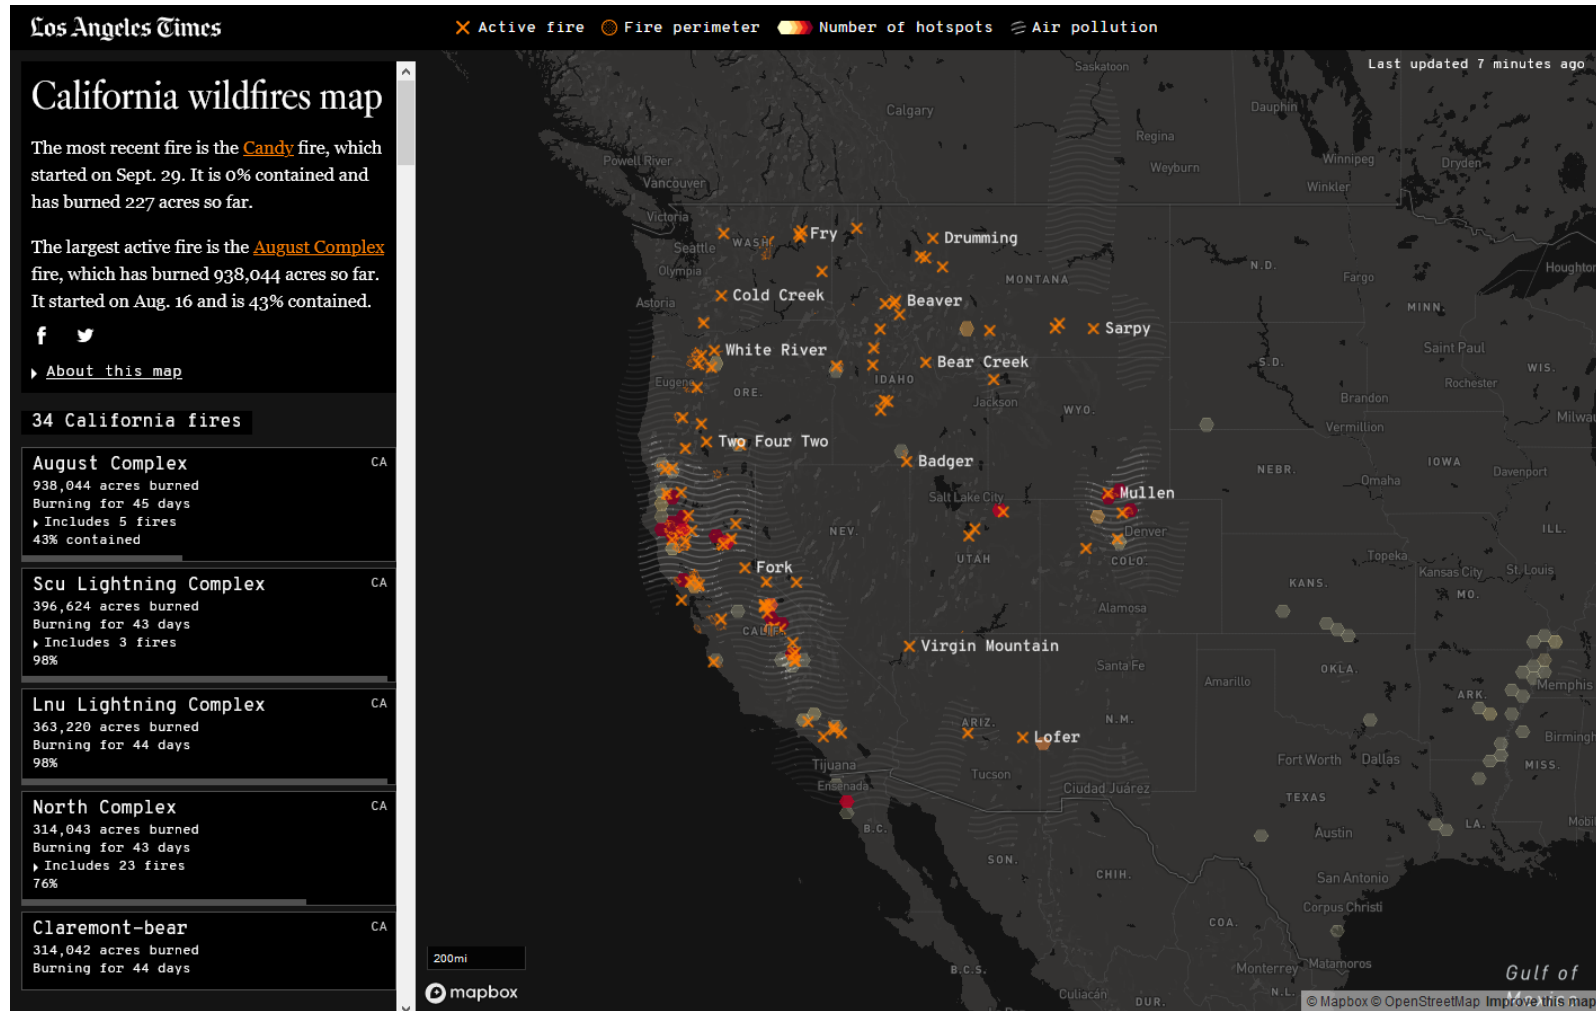 Los Angeles Times
Active fire
Fire perimeter
Number of hotspots
Air pollution
Last updated 7 minutes ago
California wildfires map
The most recent fire is the Candy fire, which
started on Sept. 29. It is 0% contained and
has burned 227 acres so far.
The largest active fire is the August Complex
fire, which has burned 938,044 acres so far.
It started on Aug. 16 and is 43% contained.
About this map
34 California fires
August Complex
CA
938,044 acres burned
Burning for 45 days
Includes 5 fires
43% contained
Scu Lightning Complex
CA
396,624 acres burned
Burning for 43 days
Includes 3 fires
98%
Lnu Lightning Complex
CA
363,220 acres burned
Burning for 44 days
98%
North Complex
CA
314,043 acres burned
Burning for 43 days
Includes 23 fires
76%
Claremont-bear
CA
314,042 acres burned
Burning for 44 days
Saskatoon
Calgary
Dauphin
Regina
Powell River
Weyburn
Winnipeg
Dryden
Vancouver
Winkler
Victoria
Fry
Drumming
Seattle
WASH.
Olympia
N.D.
Houghton
MONTANA
Fargo
Cold Creek
Beaver
Astoria
MINN.
Sarpy
White River
Saint Paul
Bear Creek
S.D.
WIS.
Eugene
IDAHO
Rochester
ORE.
Jackson
WYO.
Brandon
Milwau
Vermillion
Two Four Two
Badger
NEBR.
IOWA
Davenport
Omaha
Salt Lake City
Mullen
NEV.
Denver
ILL.
UTAH
COLO.
Topeka
Fork
Kansas City
St. Louis
KANS.
MO.
Alamosa
CALIF.
Virgin Mountain
Santa Fe
OKLA.
Amarillo
Memphis
ARK.
ARIZ.
N.M.
Lofer
Birmingh
Tijuana
Fort Worth
Dallas
MISS.
Tucson
Ensenada
Ciudad Juárez
TEXAS
B.C.
Austin
LA.
Mobil
SON.
CHIH.
San Antonio
Corpus Christi
COA.
200mi
B.C.S.
Monterrey
Matamoros
Gulf of
Mexico
mapbox
Culiacán
DUR.
N.L.
© Mapbox © OpenStreetMap Improve this map